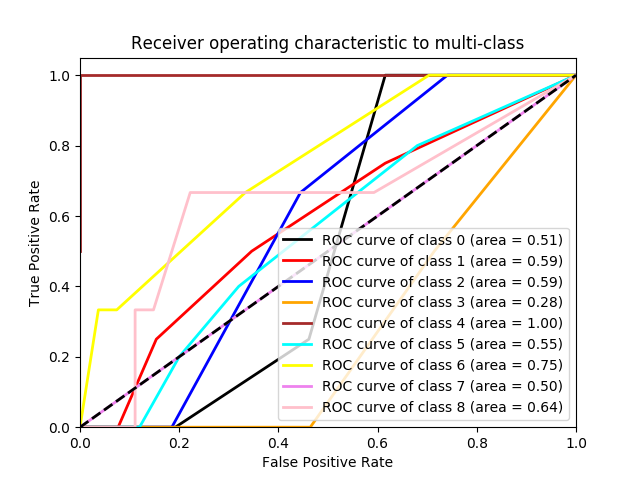 Receiver operating characteristic to multi-class
1.0
0.8
0.6
0.4
0.2
0.0
True Positive Rate
ROC curve of class 0 (area = 0.51)
ROC curve of class 1 (area = 0.59)
ROC curve of class 2 (area = 0.59)
ROC curve of class 3 (area = 0.28)
ROC curve of class 4 (area = 1.00)
ROC curve of class 5 (area = 0.55)
ROC curve of class 6 (area = 0.75)
ROC curve of class 7 (area = 0.50)
ROC curve of class 8 (area = 0.64)
0.0 0.2 0.4 0.6 0.8 1.0
False Positive Rate